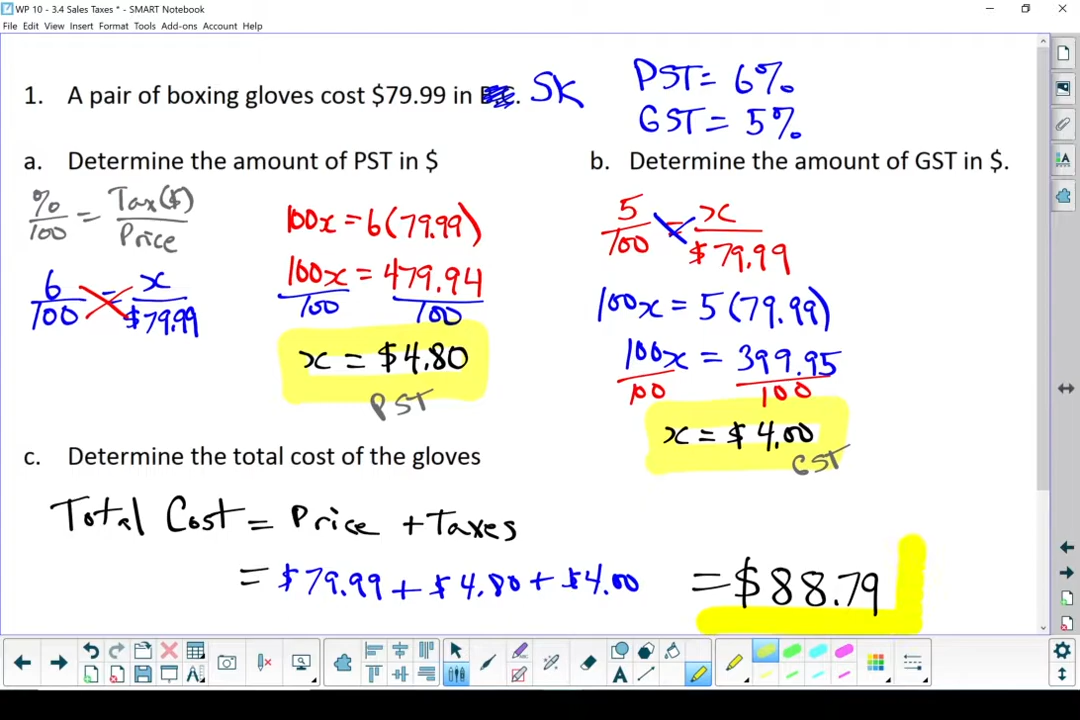 WP 10 - 3.4 Sales Taxes * - SMART Notebook
File Edit View Insert Format Tools Add-ons Account Help
1. A pair of boxing gloves cost $79.99 in . SK
PST = 6%
GST = 5%
a. Determine the amount of PST in $
% / 100 = Tax($) / Price
6 / 100 = x / $79.99
100x = 6(79.99)
100x = 479.94
100 100
x = $4.80
PST
b. Determine the amount of GST in $.
5 / 100 = x / $79.99
100x = 5(79.99)
100x = 399.95
100 100
x = $4.00
GST
c. Determine the total cost of the gloves
Total Cost = Price + Taxes
= $79.99 + $4.80 + $4.00 = $88.79